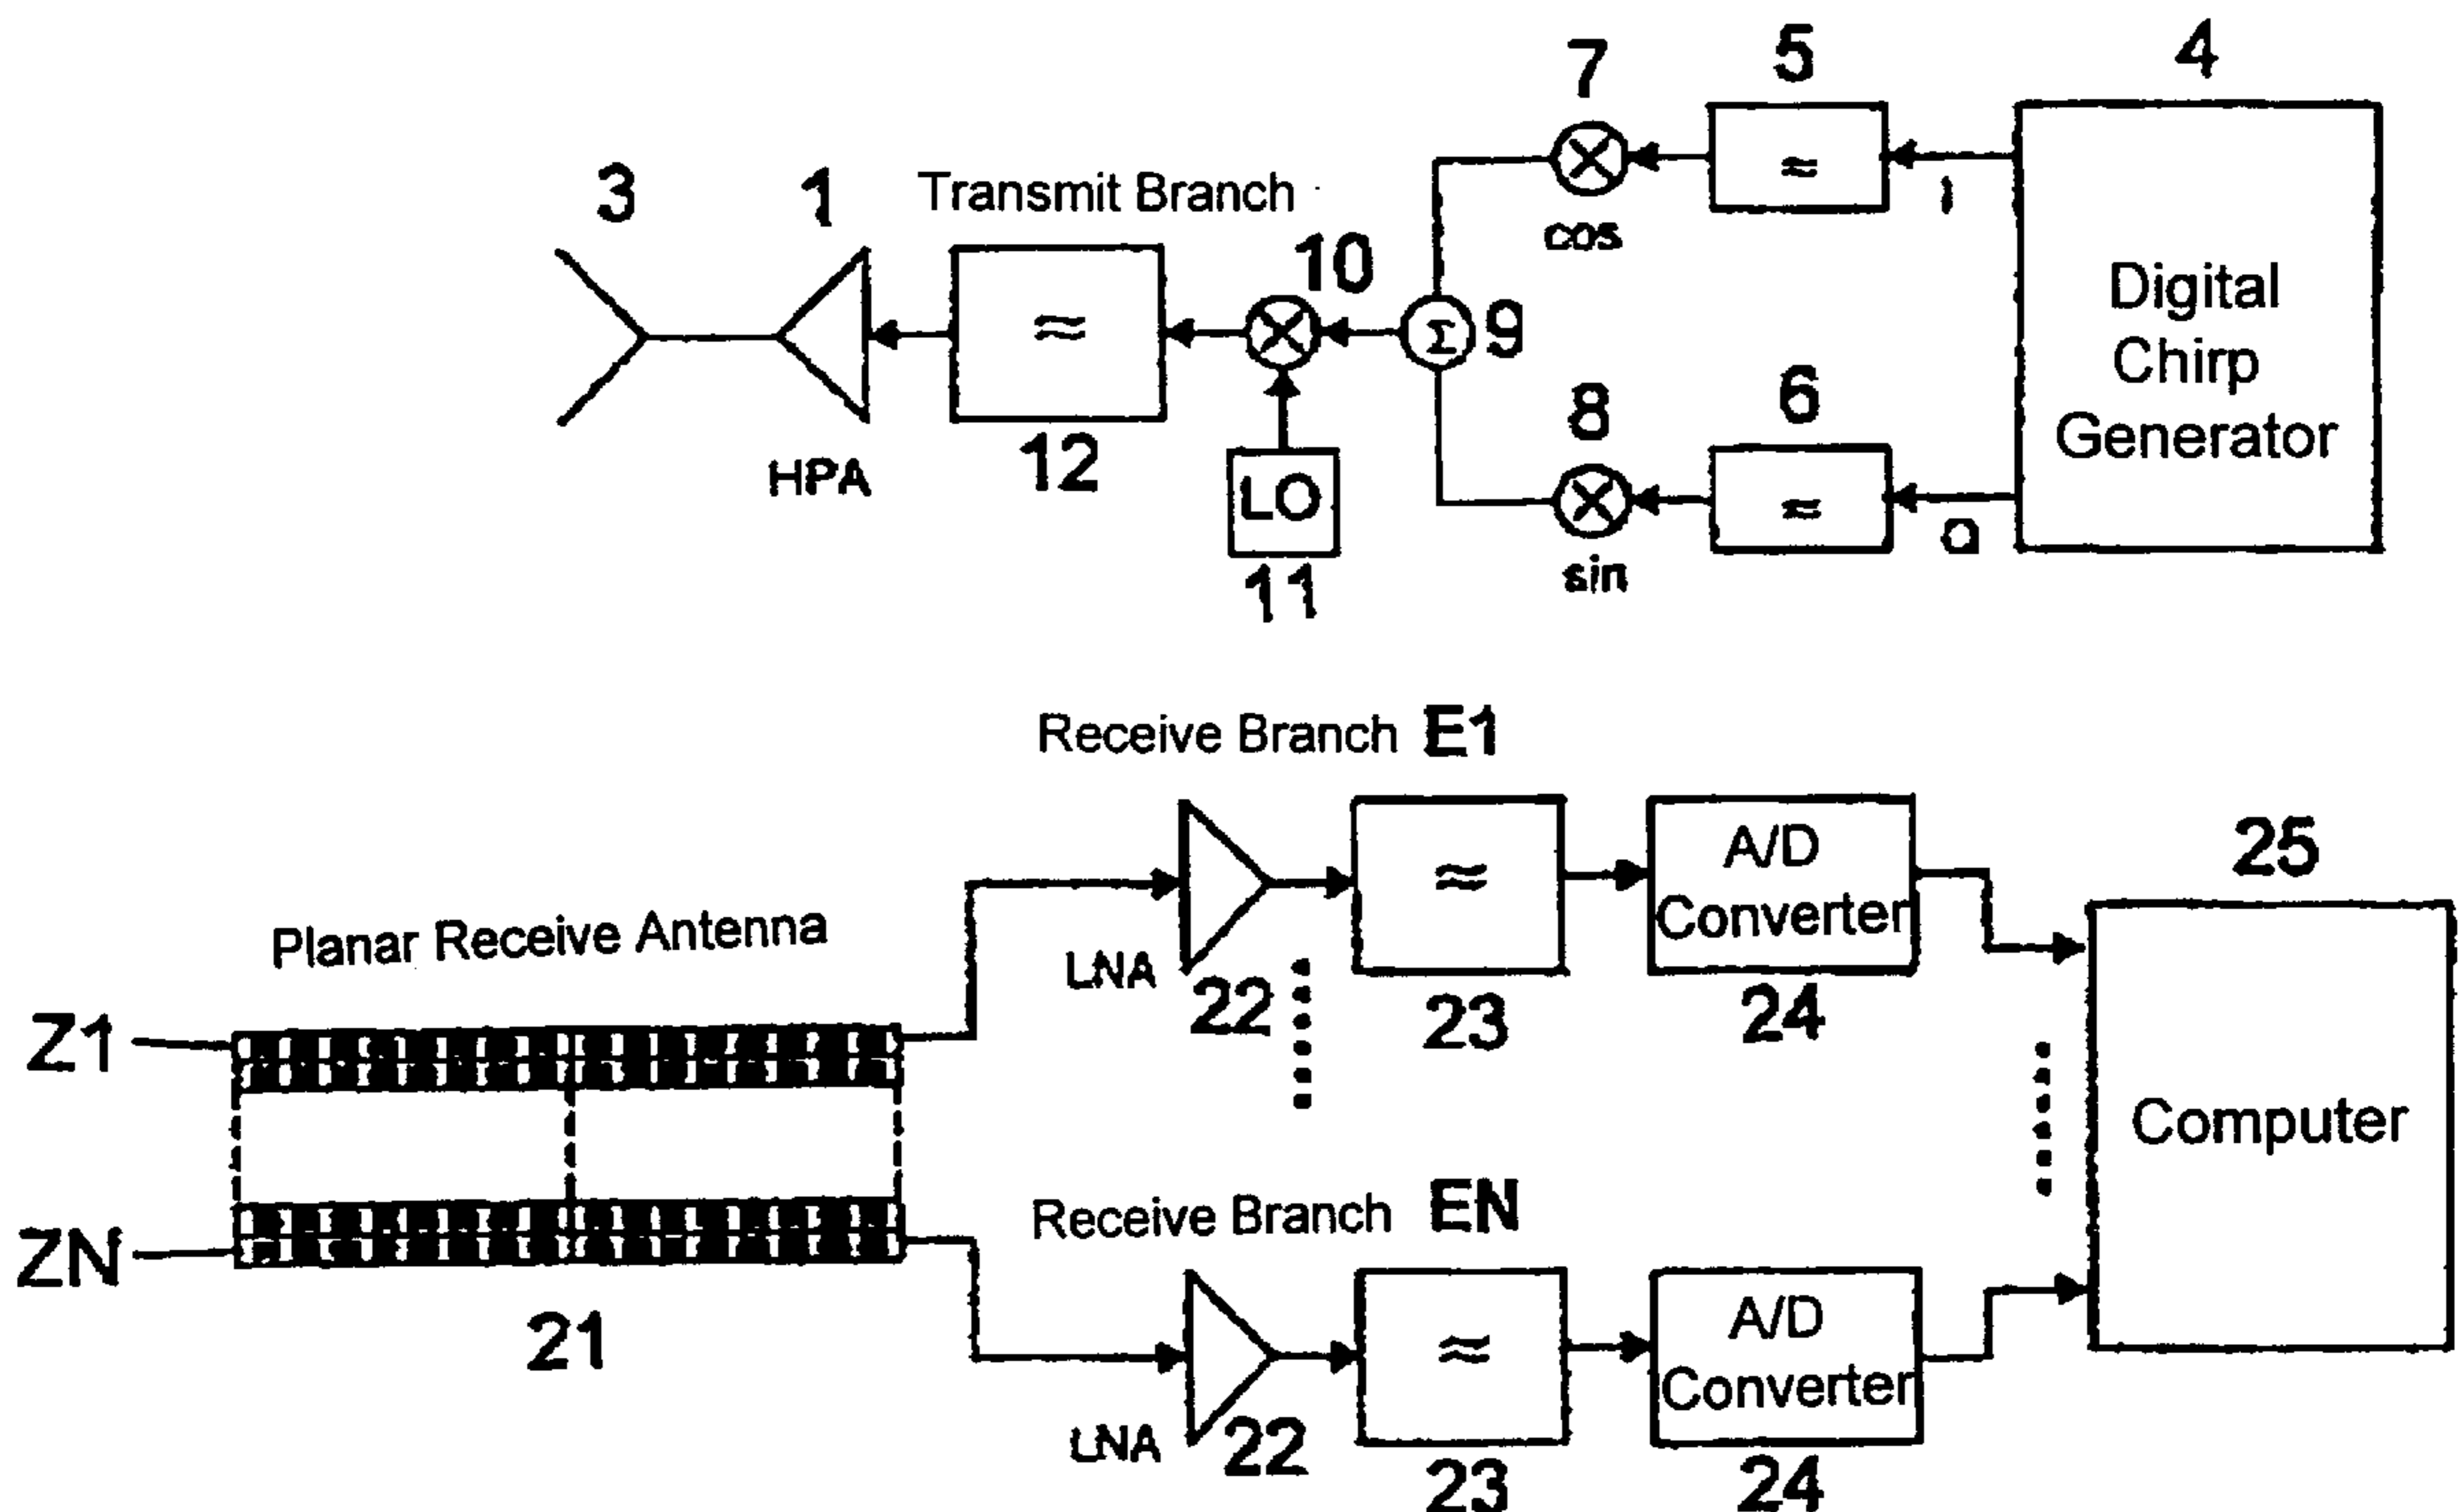 7
5
4
3
1
Transmit Branch
10
cos
I
9
Σ
Digital
Chirp
Generator
HPA
12
LO
11
8
sin
6
Q
Receive Branch E1
Planar Receive Antenna
LNA
22
23
A/D
Converter
24
25
Computer
Z1
ZN
21
Receive Branch EN
LNA
22
23
A/D
Converter
24